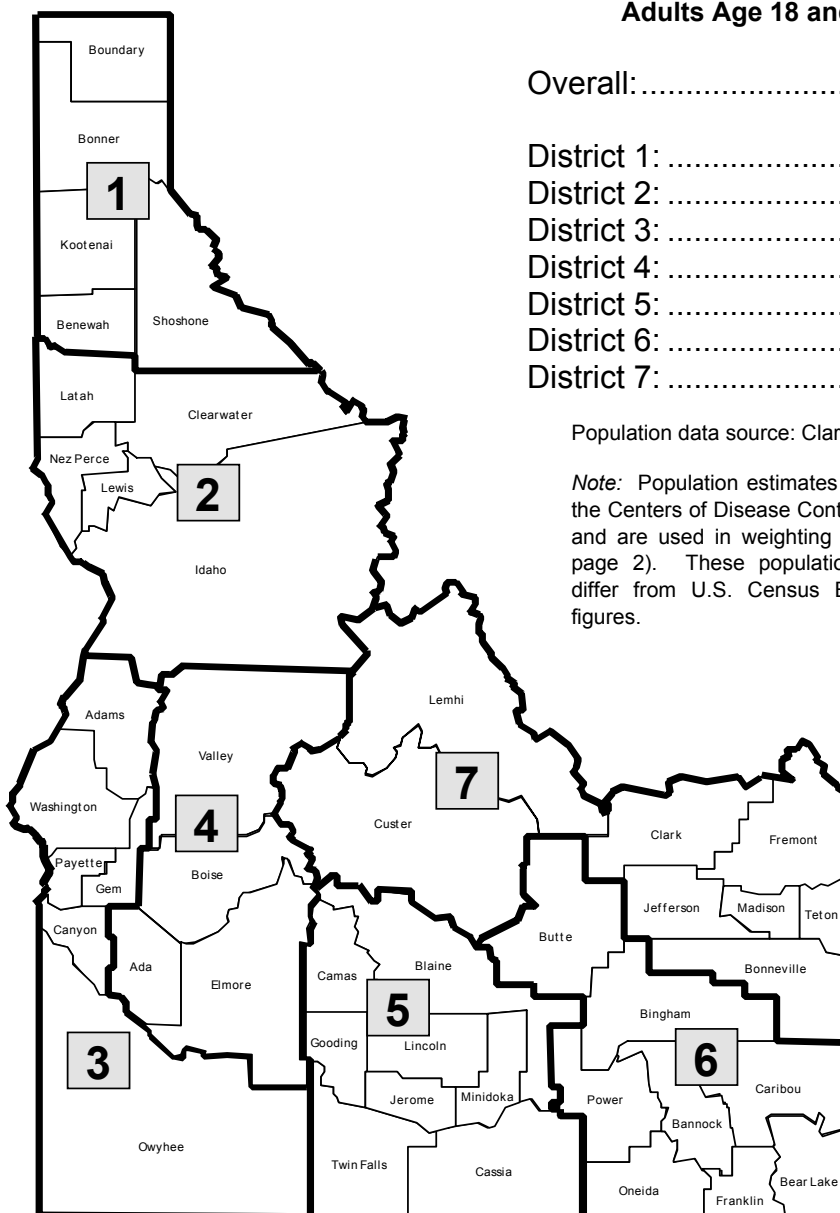 Adults Age 18 an
Overall:........................
District 1: ......................
District 2: ......................
District 3: ......................
District 4: ......................
District 5: ......................
District 6: ......................
District 7: ......................
Population data source: Clar
Note: Population estimates
the Centers of Disease Cont
and are used in weighting
page 2). These populatio
differ from U.S. Census
figures.
Boundary
Bonner
1
Kootenai
Benewah
Shoshone
Latah
Clearwater
Nez Perce
Lewis
2
Idaho
Adams
Valley
Lemhi
Washington
4
7
Custer
Clark
Fremont
Payette
Gem
Boise
Jefferson
Madison
Teton
Canyon
Ada
Elmore
Camas
Blaine
Butte
Bonneville
5
Bingham
3
Gooding
Lincoln
6
Jerome
Minidoka
Power
Caribou
Bannock
Owyhee
Twin Falls
Cassia
Oneida
Franklin
Bear Lake